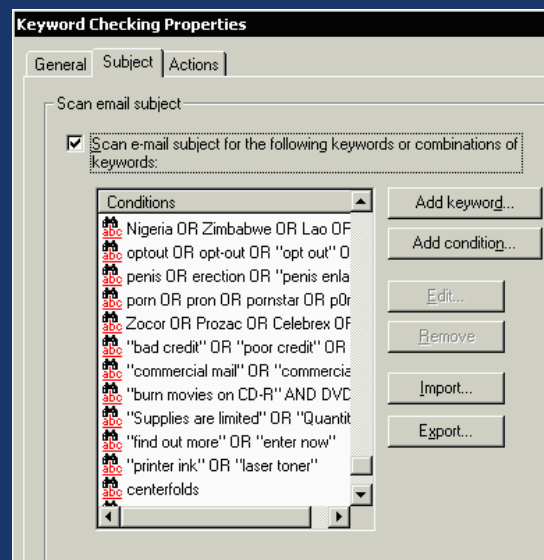 Keyword Checking Properties
General Subject Actions
Scan email subject
Scan e-mail subject for the following keywords or combinations of
keywords:
Conditions
Nigeria OR Zimbabwe OR Lao OR
optout OR opt-out OR "opt out" O
penis OR erection OR "penis enla
porn OR pron OR pornstar OR p0r
Zocor OR Prozac OR Celebrex OR
"bad credit" OR "poor credit" OR
"commercial mail" OR "commercia
"burn movies on CD-R" AND DVD
"Supplies are limited" OR "Quantit
"find out more" OR "enter now"
"printer ink" OR "laser toner"
centerfolds
Add keyword...
Add condition...
Edit...
Remove
Import...
Export...